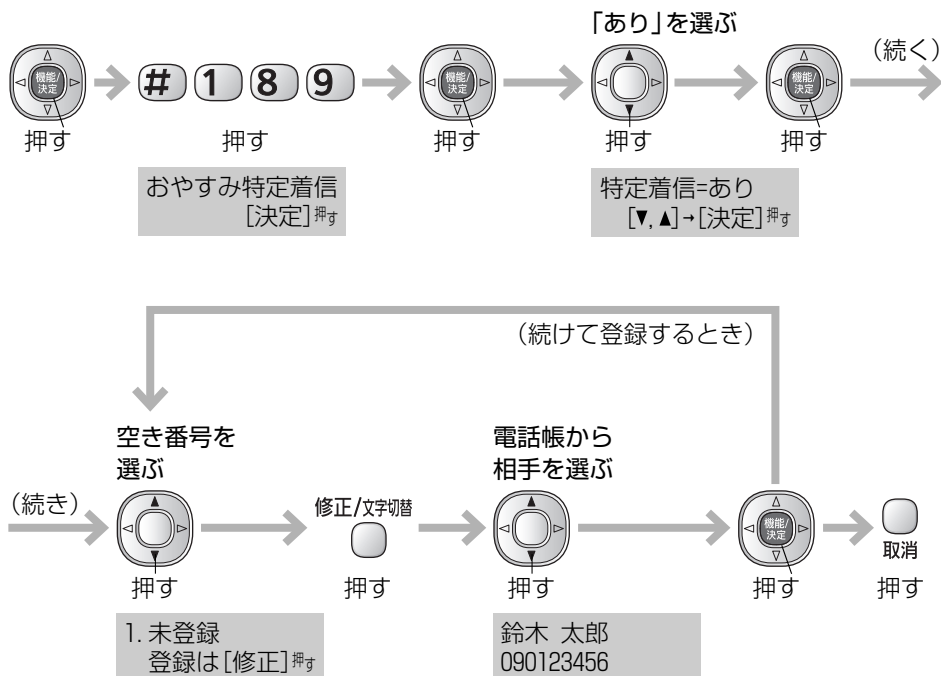 「あり」を選ぶ
(続く)
機能/
決定
# 1 8 9
機能/
決定
機能/
決定
押す
押す
押す
押す
押す
おやすみ特定着信
[決定]押す
特定着信=あり
[▼,▲]→[決定]押す
(続けて登録するとき)
空き番号を
選ぶ
電話帳から
相手を選ぶ
(続き)
修正/文字切替
機能/
決定
取消
押す
押す
押す
押す
押す
1. 未登録
登録は[修正]押す
鈴木 太郎
090123456